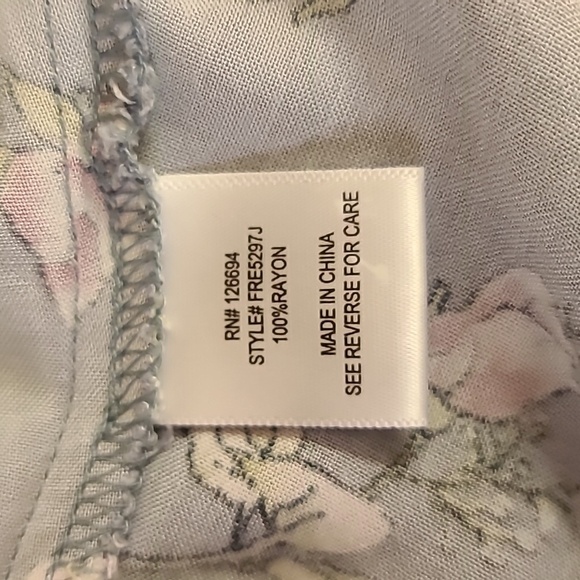 RN# 126694
STYLE# FRE5297J
100%RAYON
MADE IN CHINA
SEE REVERSE FOR CARE